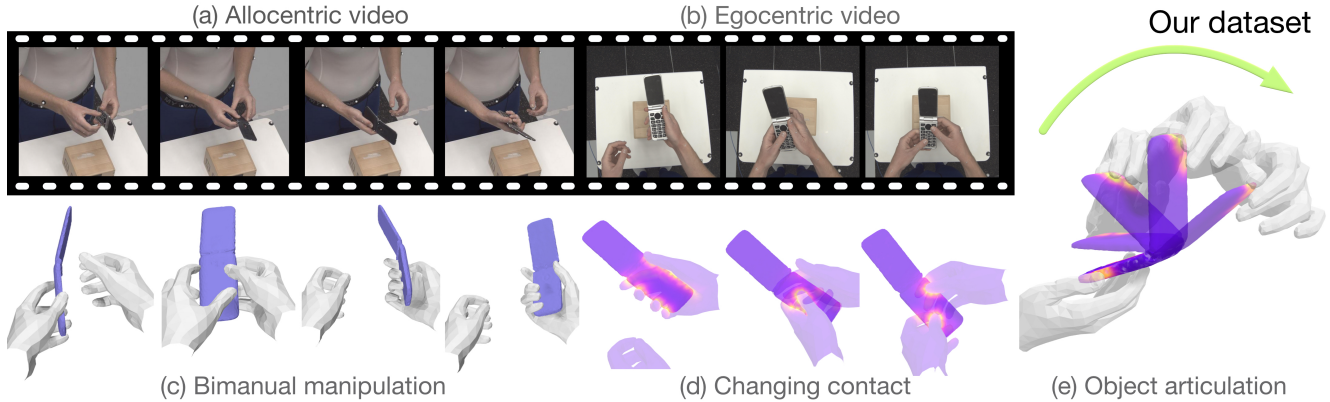 (a) Allocentric video
(b) Egocentric video
Our dataset
(c) Bimanual manipulation
(d) Changing contact
(e) Object articulation